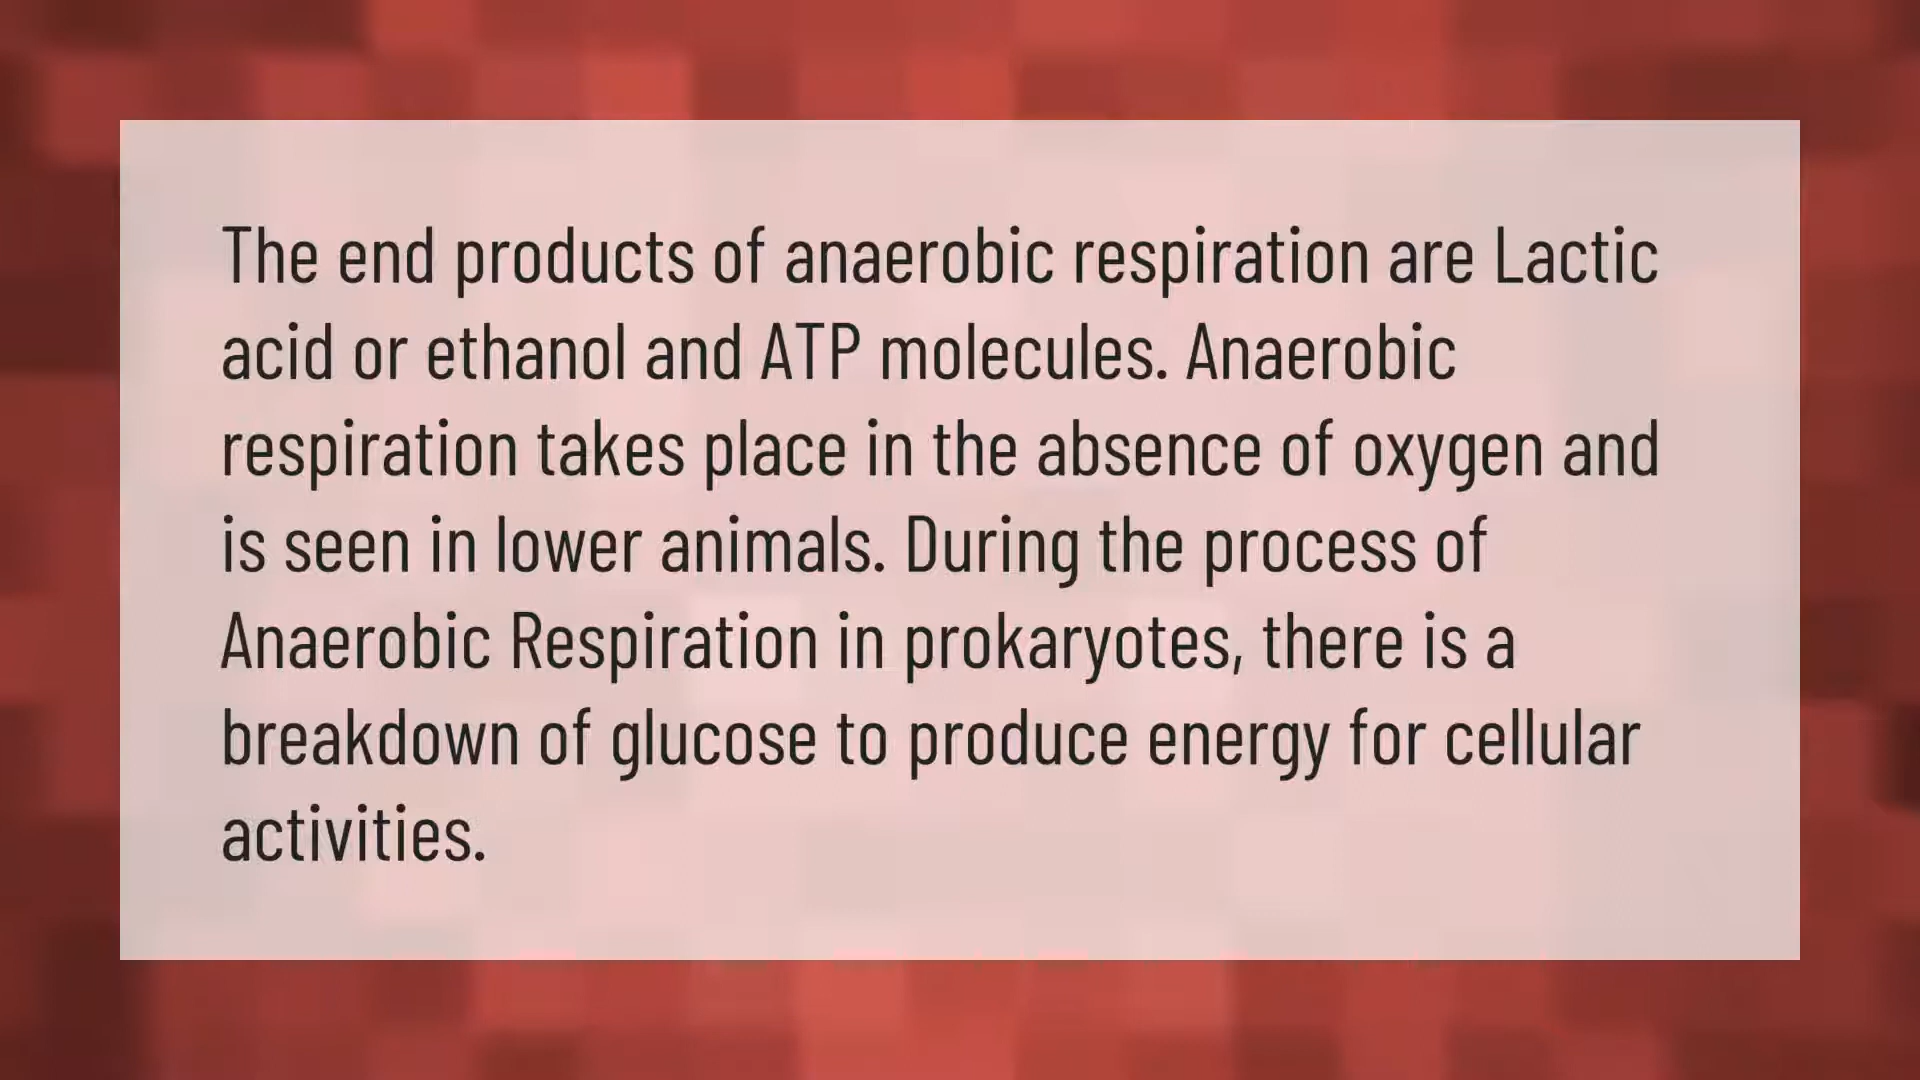 The end products of anaerobic respiration are Lactic
acid or ethanol and ATP molecules. Anaerobic
respiration takes place in the absence of oxygen and
is seen in lower animals. During the process of
Anaerobic Respiration in prokaryotes, there is a
breakdown of glucose to produce energy for cellular
activities.